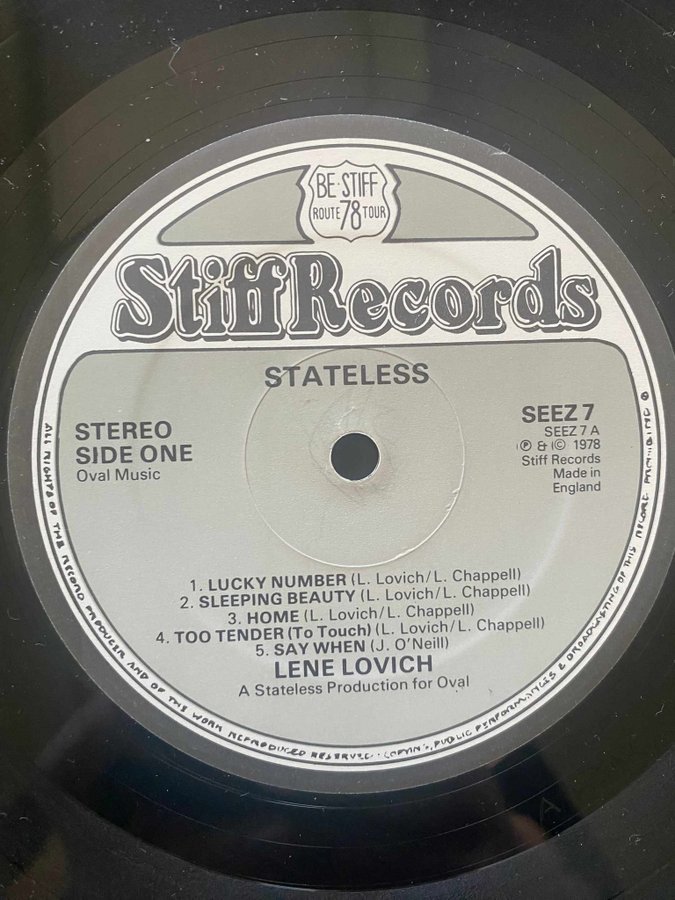 BE·STIFF
ROUTE 78 TOUR
Stiff Records
STATELESS
STEREO
SIDE ONE
Oval Music
SEEZ 7
SEEZ 7 A
Ⓟ & © 1978
Stiff Records
Made in
England
1. LUCKY NUMBER (L. Lovich/L. Chappell)
2. SLEEPING BEAUTY (L. Lovich/L. Chappell)
3. HOME (L. Lovich/L. Chappell)
4. TOO TENDER (To Touch) (L. Lovich/L. Chappell)
5. SAY WHEN (J. O'Neill)
LENE LOVICH
A Stateless Production for Oval
ALL RIGHTS OF THE RECORD PRODUCER AND OF THE WORK REPRODUCED RESERVED · COPYING, PUBLIC PERFORMANCES & BROADCASTING OF THIS RECORD PROHIBITED